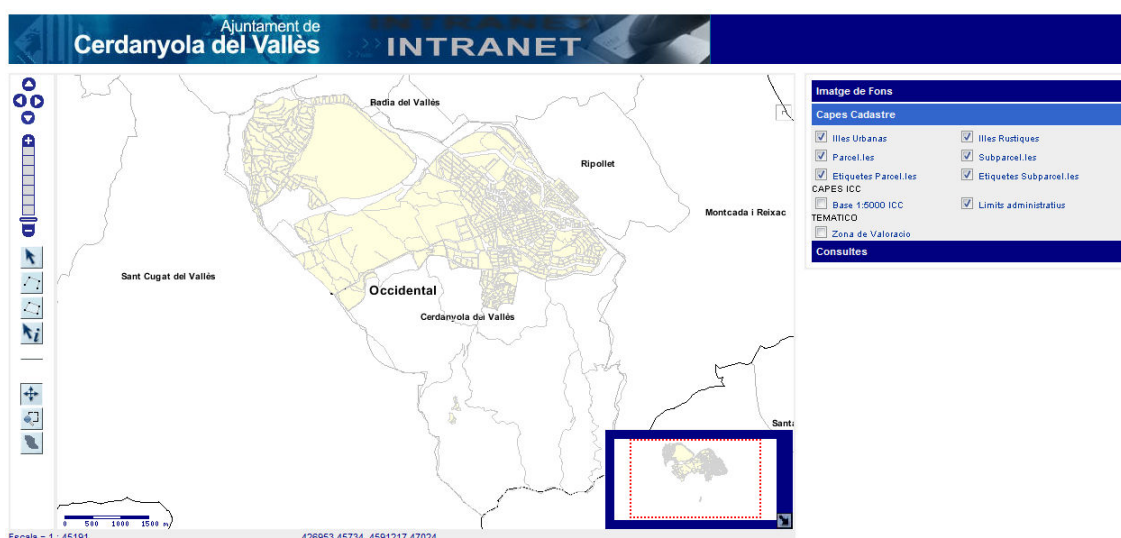 Ajuntament de
Cerdanyola del Vallès
INTRANET
INTRANET
Badia del Vallès
Ripollet
Montcada i Reixac
Sant Cugat del Vallès
Occidental
Cerdanyola del Vallès
Santa
0 500 1000 1500 m
Escala = 1 : 45191
426953.45734, 4591217.47024
Imatge de Fons
Capes Cadastre
Illes Urbanas Illes Rustiques
Parcel.les Subparcel.les
Etiquetes Parcel.les Etiquetes Subparcel.les
CAPES ICC
Base 1:5000 ICC Limits administratius
TEMATICO
Zona de Valoracio
Consultes